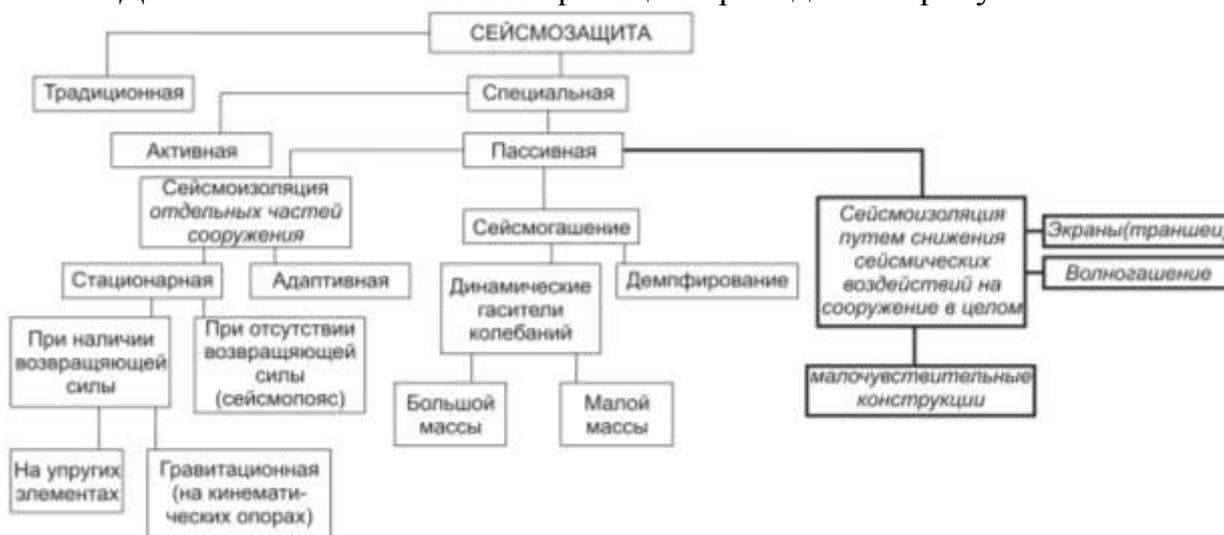 СЕЙСМОЗАЩИТА
Традиционная
Специальная
Активная
Пассивная
Сейсмоизоляция
отдельных частей
сооружения
Сейсмогашение
Сейсмоизоляция
путем снижения
сейсмических
воздействий на
сооружение в целом
Экраны(траншеи)
Волногашение
Стационарная
Адаптивная
Динамические
гасители
колебаний
Демпфирование
При наличии
возвращающей
силы
При отсутствии
возвращяющей
силы
(сейсмопояс)
малочувствительные
конструкции
Большой
массы
Малой
массы
На упругих
элементах
Гравитационная
(на кинемати-
ческих опорах)